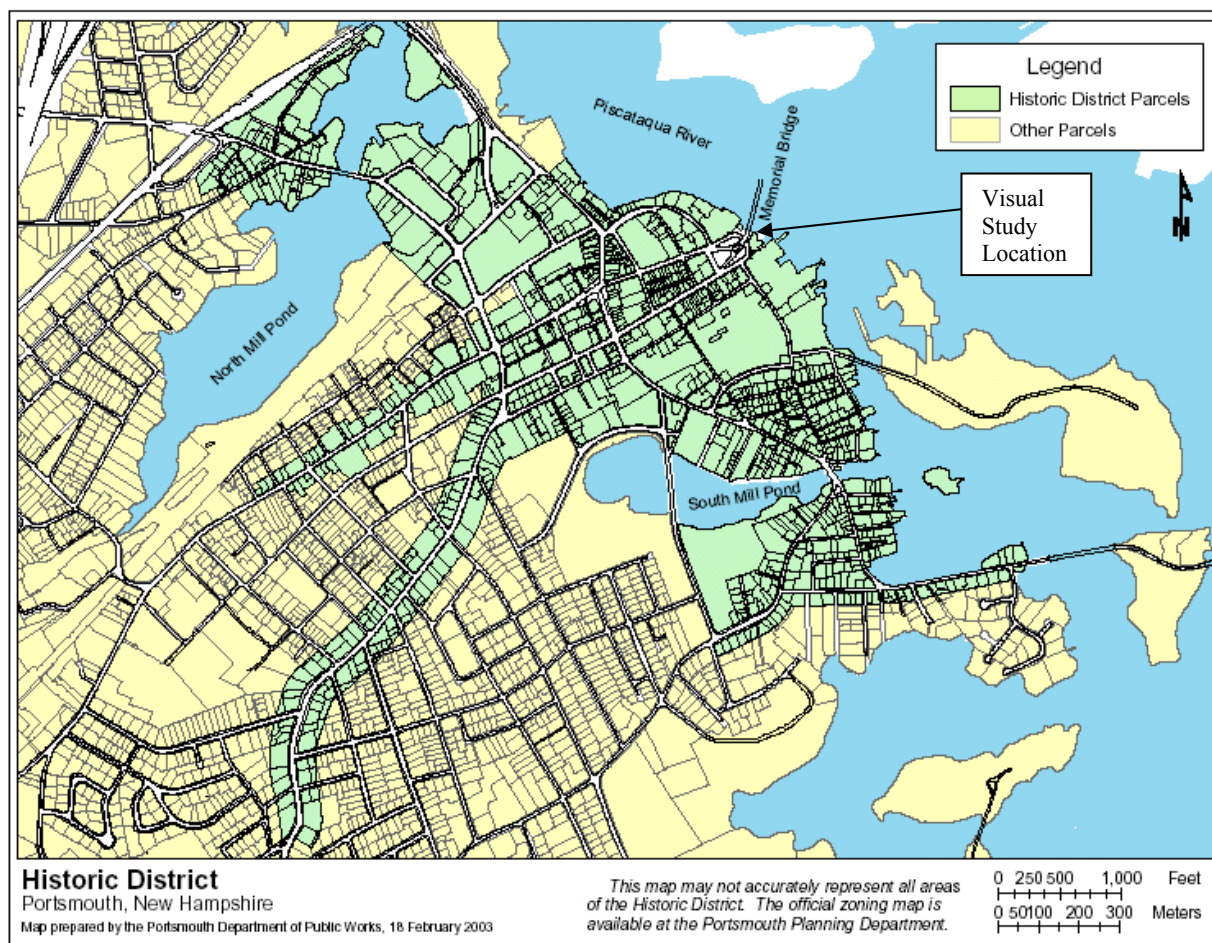 Legend
Historic District Parcels
Other Parcels
Piscataqua River
Memorial Bridge
Visual
Study
Location
N
North Mill Pond
South Mill Pond
Historic District
Portsmouth, New Hampshire
Map prepared by the Portsmouth Department of Public Works, 18 February 2003
This map may not accurately represent all areas
of the Historic District. The official zoning map is
available at the Portsmouth Planning Department.
0 250 500 1,000 Feet
0 50100 200 300 Meters